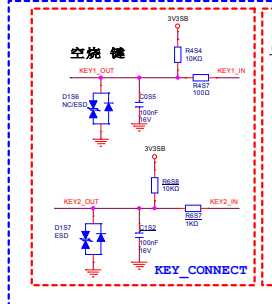 3V3SB
空烧 键
R4S4
10KΩ
KEY1_OUT
KEY1_IN
R4S7
100Ω
D1S6
NC/ESD
C0S5
100nF
16V
3V3SB
R6S8
10KΩ
KEY2_OUT
R6S7
KEY2_IN
1KΩ
D1S7
ESD
C1S2
100nF
16V
KEY_CONNECT